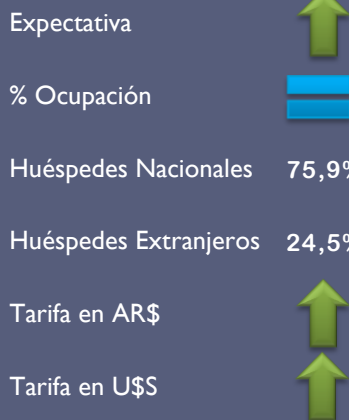 Expectativa
% Ocupación
Huéspedes Nacionales 75,9%
Huéspedes Extranjeros 24,5%
Tarifa en AR$
Tarifa en U$S